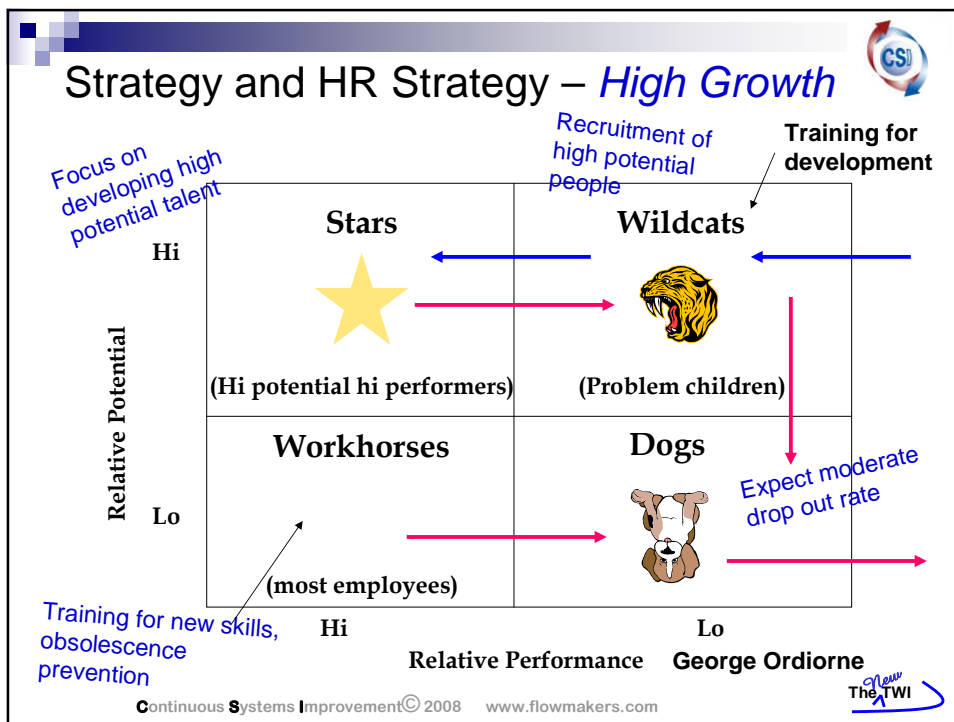 CSI
Strategy and HR Strategy – High Growth
Focus on
developing high
potential talent
Recruitment of
high potential
people
Training for
development
Stars
Wildcats
Hi
Relative Potential
(Hi potential hi performers)
(Problem children)
Workhorses
Dogs
Expect moderate
drop out rate
Lo
(most employees)
Training for new skills,
obsolescence
prevention
Hi
Lo
Relative Performance
George Ordiorne
Continuous Systems Improvement© 2008 www.flowmakers.com
The New TWI